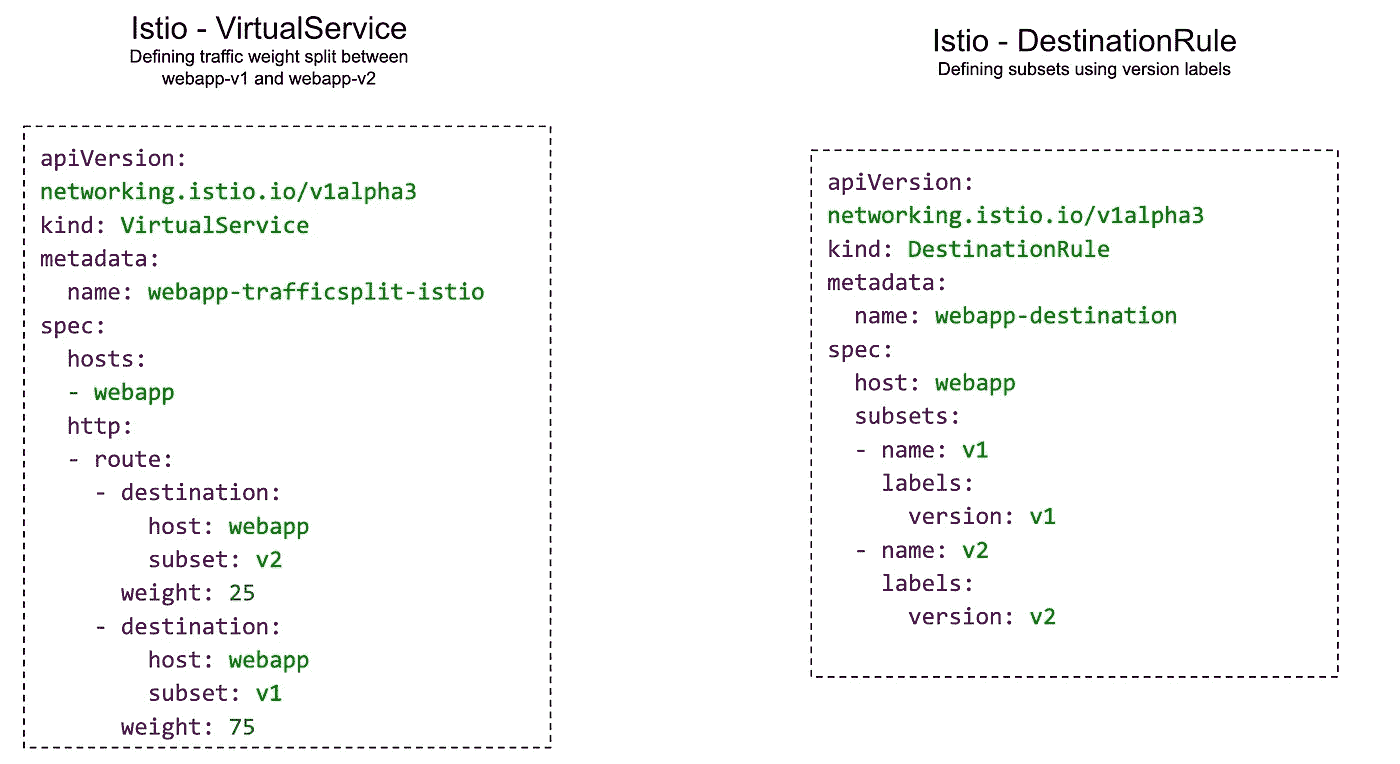 Istio - VirtualService
Defining traffic weight split between
webapp-v1 and webapp-v2
apiVersion:
networking.istio.io/v1alpha3
kind: VirtualService
metadata:
  name: webapp-trafficsplit-istio
spec:
  hosts:
  - webapp
  http:
  - route:
    - destination:
        host: webapp
        subset: v2
      weight: 25
    - destination:
        host: webapp
        subset: v1
      weight: 75
Istio - DestinationRule
Defining subsets using version labels
apiVersion:
networking.istio.io/v1alpha3
kind: DestinationRule
metadata:
  name: webapp-destination
spec:
  host: webapp
  subsets:
  - name: v1
    labels:
      version: v1
  - name: v2
    labels:
      version: v2